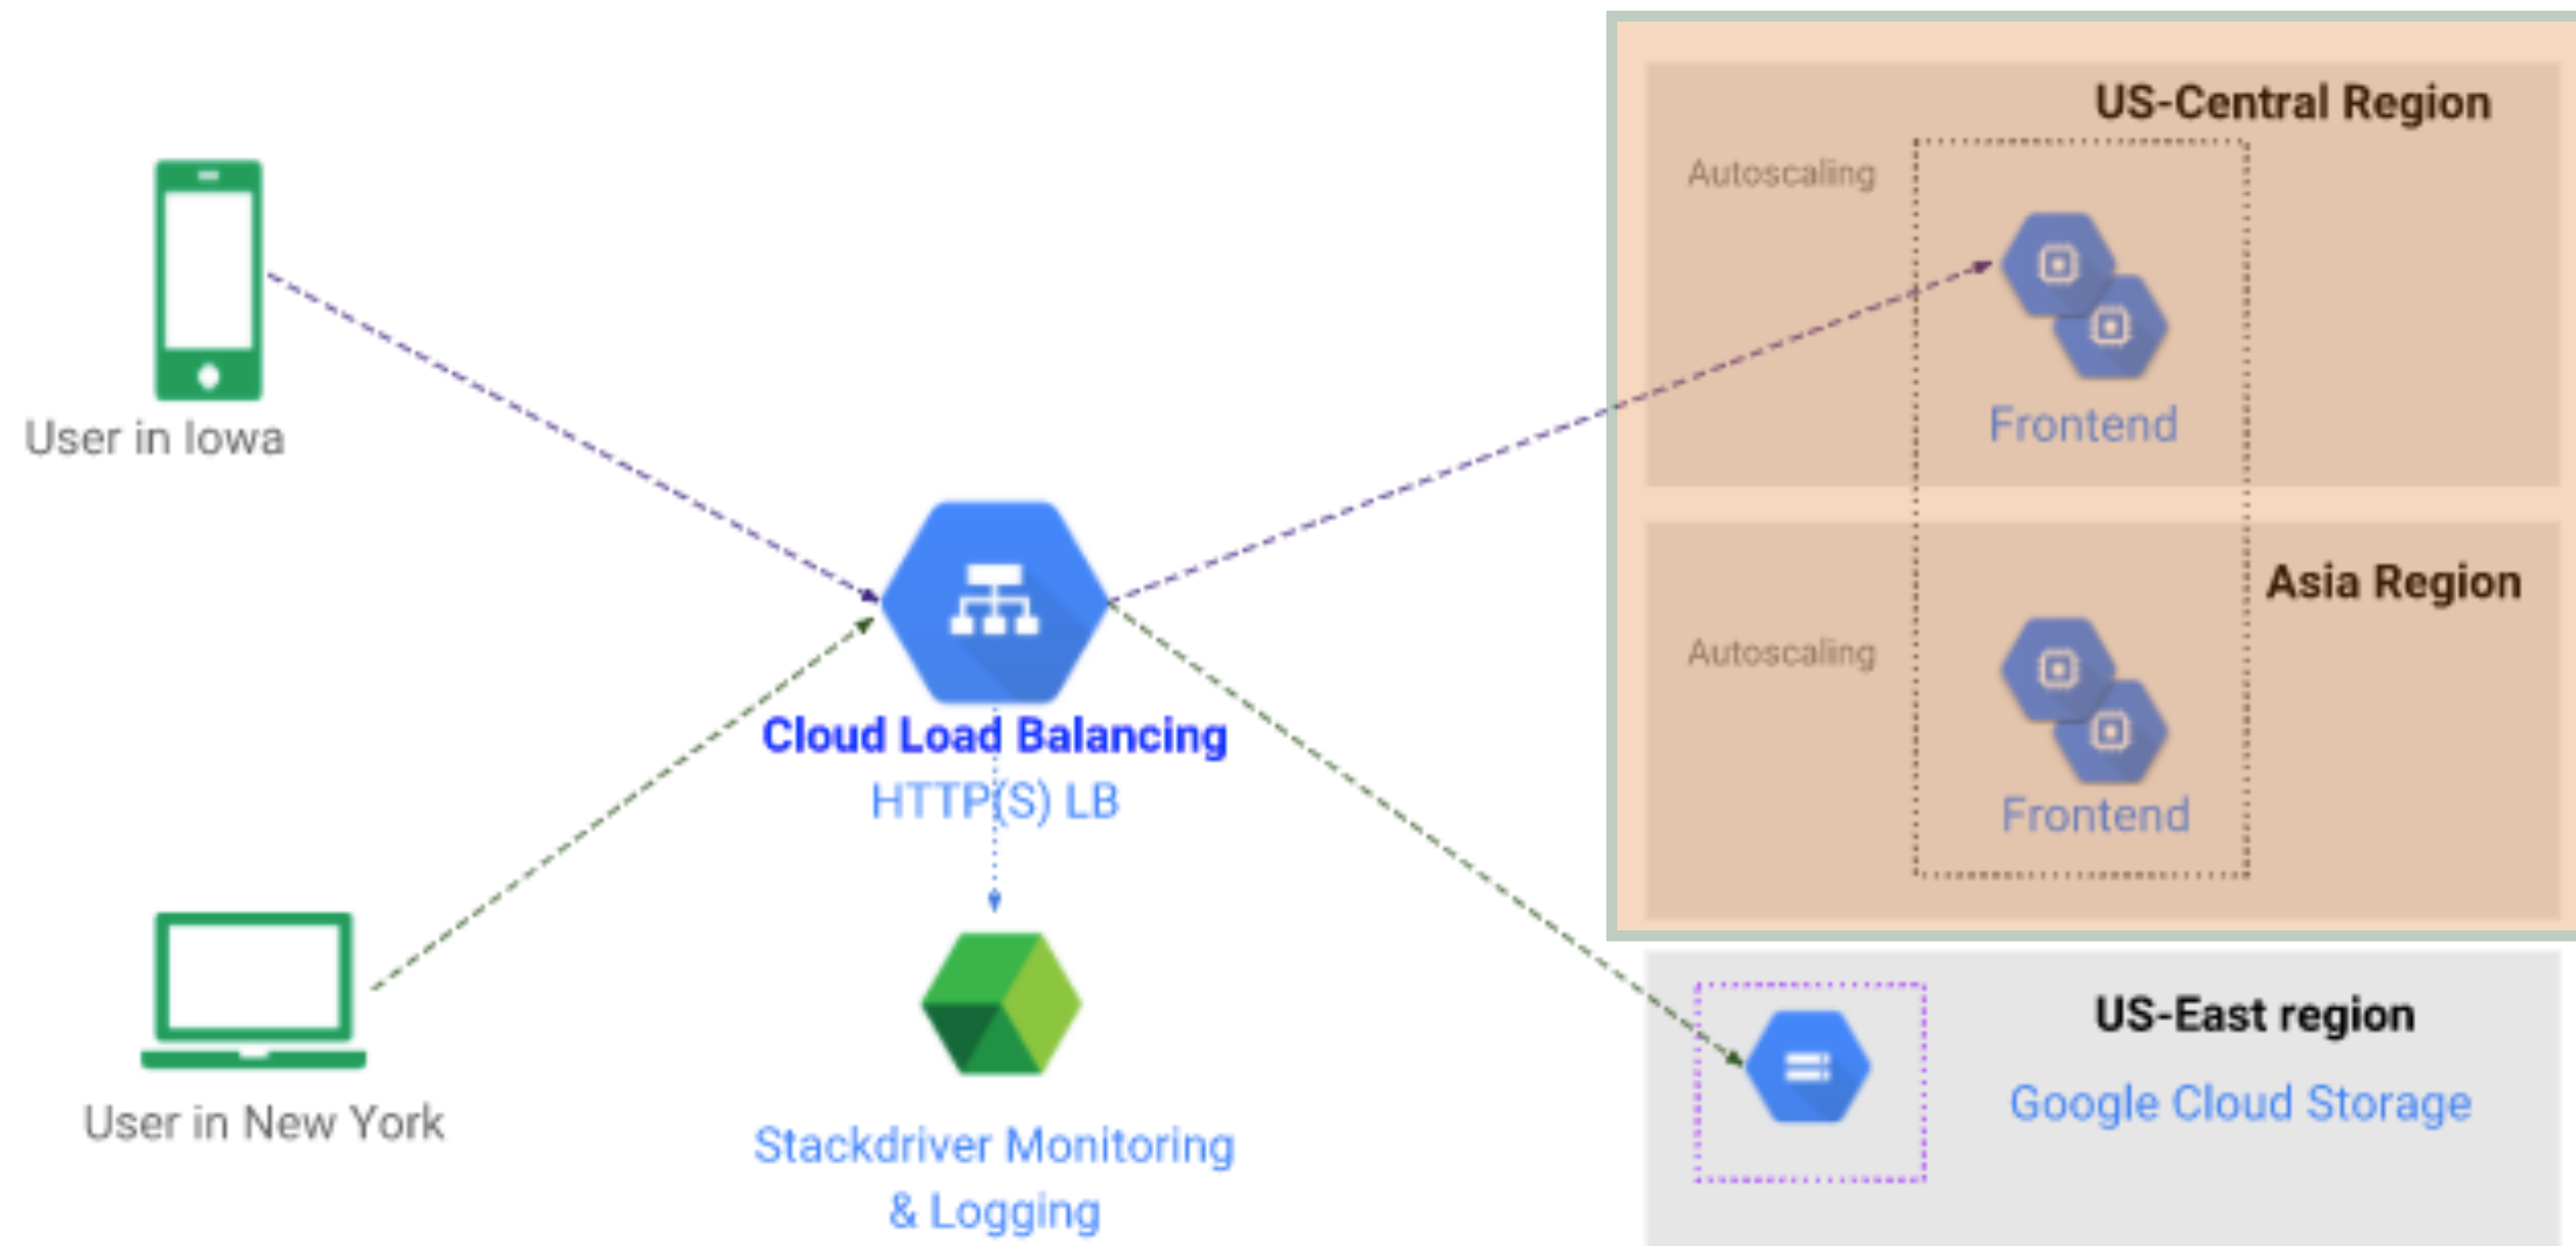 US-Central Region
Autoscaling
Frontend
User in Iowa
Asia Region
Autoscaling
Frontend
Cloud Load Balancing
HTTP(S) LB
US-East region
Google Cloud Storage
User in New York
Stackdriver Monitoring
& Logging